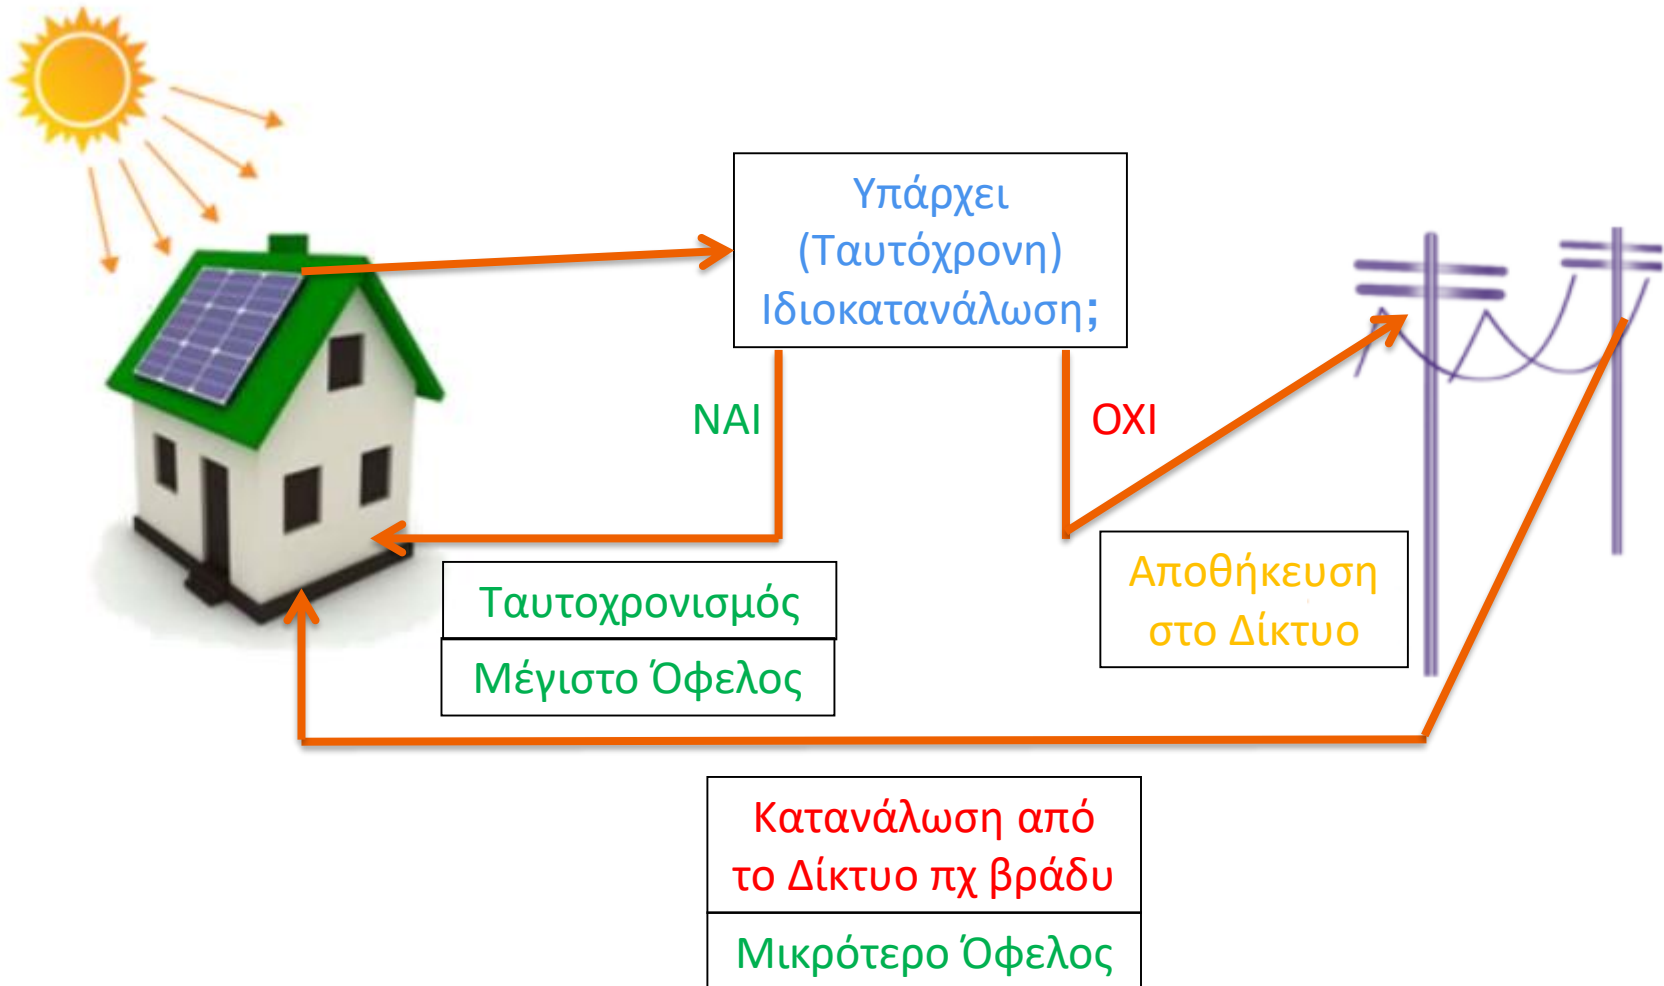 Υπάρχει
(Ταυτόχρονη)
Ιδιοκατανάλωση;
ΝΑΙ
ΟΧΙ
Ταυτοχρονισμός
Μέγιστο Όφελος
Αποθήκευση
στο Δίκτυο
Κατανάλωση από
το Δίκτυο πχ βράδυ
Μικρότερο Όφελος